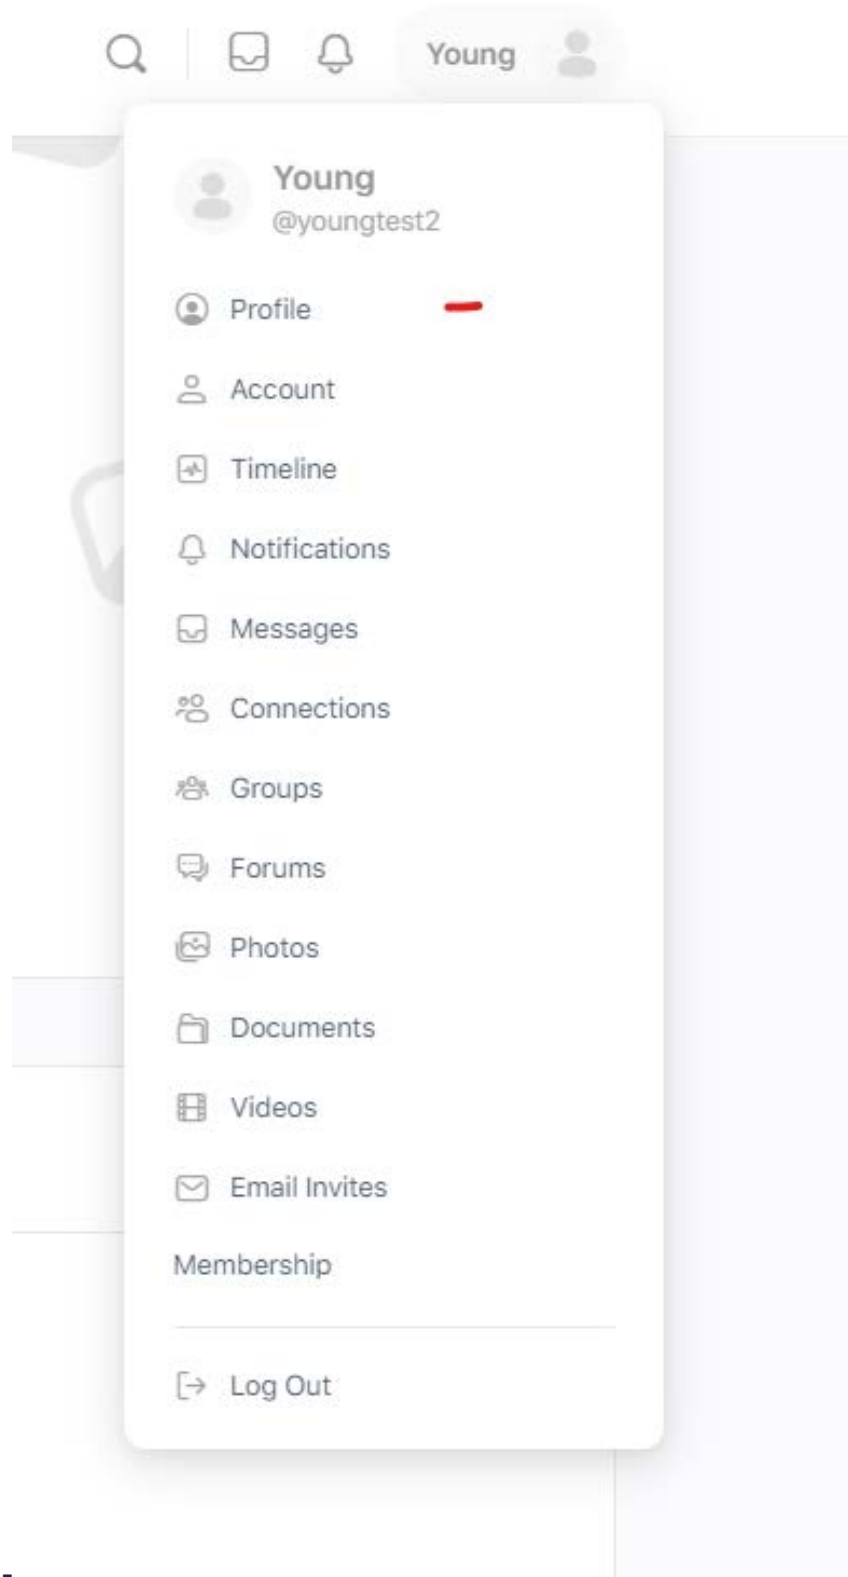 Young
Young
@youngtest2
Profile
Account
Timeline
Notifications
Messages
Connections
Groups
Forums
Photos
Documents
Videos
Email Invites
Membership
Log Out